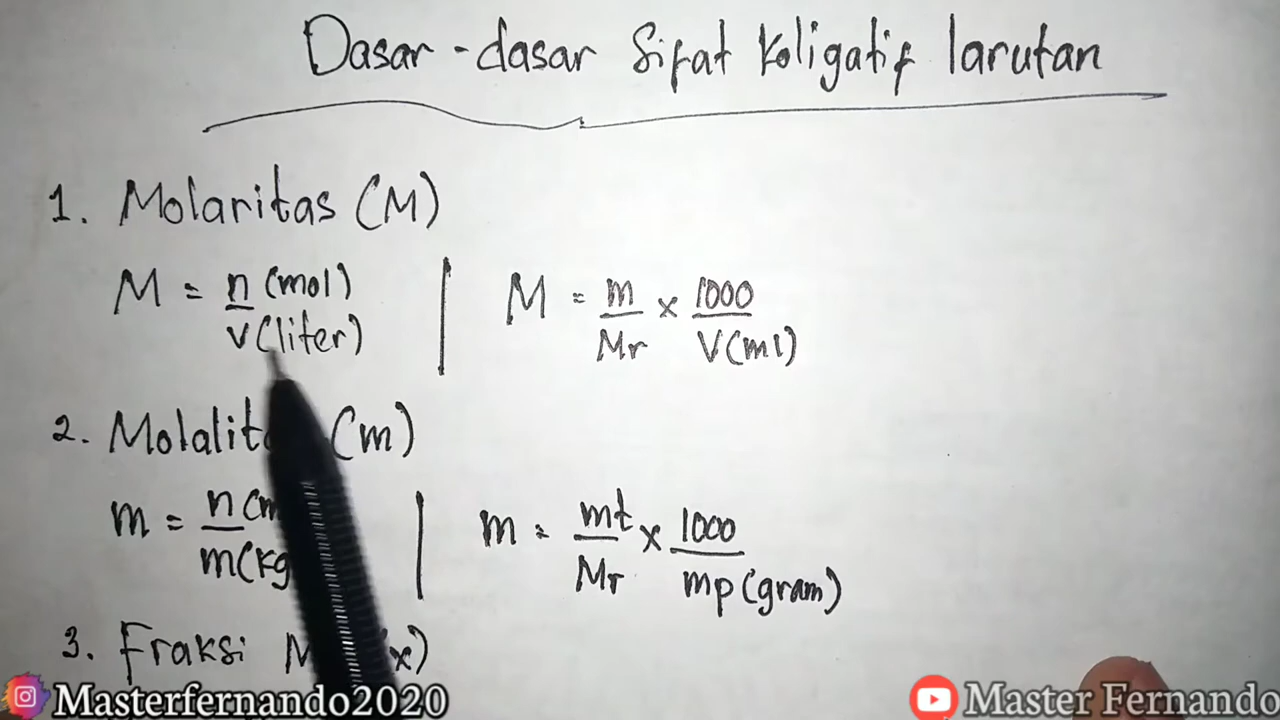 Dasar-dasar Sifat Koligatif larutan
1. Molaritas (M)
M = n (mol) / V (liter) | M = m / Mr × 1000 / V (ml)
2. (m)
m = n / | m = mt / Mr × 1000 / mp (gram)
3. Fraksi (x)
Masterfernando2020
Master Fernando